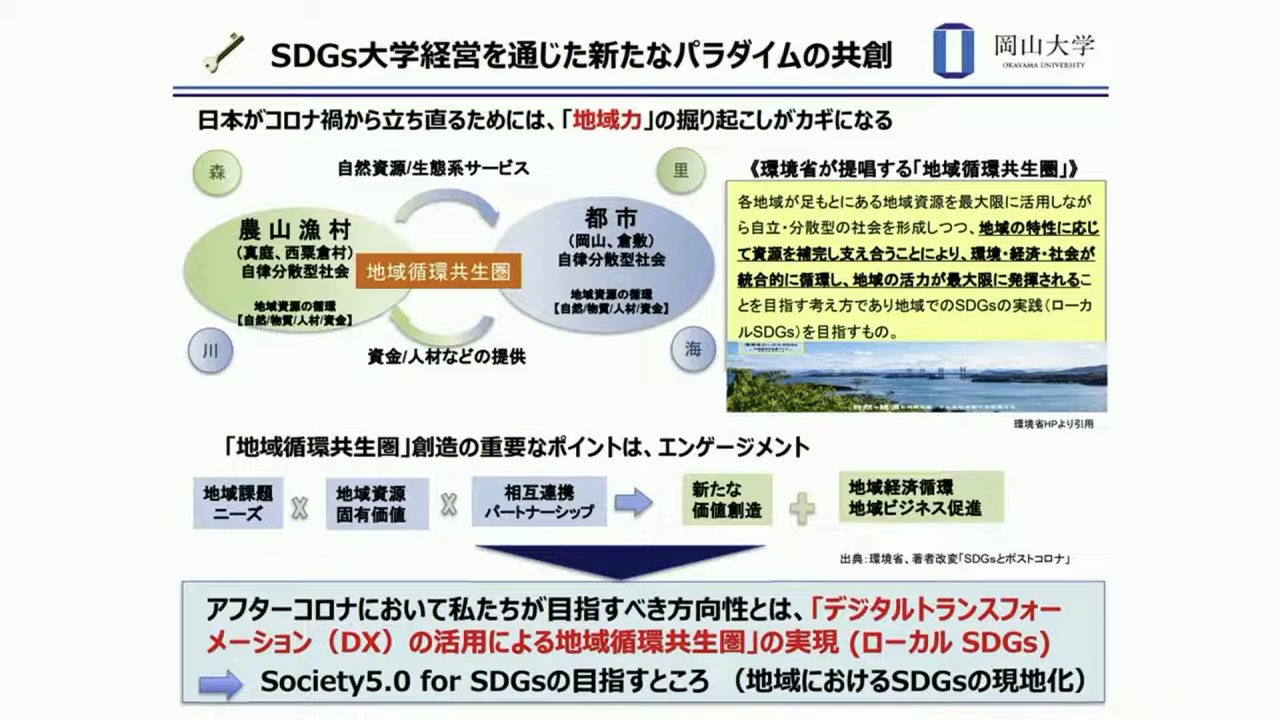 SDGs大学経営を通じた新たなパラダイムの共創
岡山大学
OKAYAMA UNIVERSITY
日本がコロナ禍から立ち直るためには、「地域力」の掘り起こしがカギになる
森
自然資源/生態系サービス
里
農山漁村
（真庭、西粟倉村）
自律分散型社会
地域資源の循環
【自然/物質/人材/資金】
地域循環共生圏
都市
（岡山、倉敷）
自律分散型社会
地域資源の循環
【自然/物質/人材/資金】
川
資金/人材などの提供
海
《環境省が提唱する「地域循環共生圏」》
各地域が足もとにある地域資源を最大限に活用しなが
ら自立・分散型の社会を形成しつつ、地域の特性に応じ
て資源を補完し支え合うことにより、環境・経済・社会が
統合的に循環し、地域の活力が最大限に発揮されるこ
とを目指す考え方であり地域でのSDGsの実践（ローカ
ルSDGs）を目指すもの。
環境省HPより引用
「地域循環共生圏」創造の重要なポイントは、エンゲージメント
地域課題
ニーズ
X
地域資源
固有価値
X
相互連携
パートナーシップ
新たな
価値創造
地域経済循環
地域ビジネス促進
出典：環境省、著者改変「SDGsとポストコロナ」
アフターコロナにおいて私たちが目指すべき方向性とは、「デジタルトランスフォー
メーション（DX）の活用による地域循環共生圏」の実現 (ローカル SDGs)
Society5.0 for SDGsの目指すところ （地域におけるSDGsの現地化）